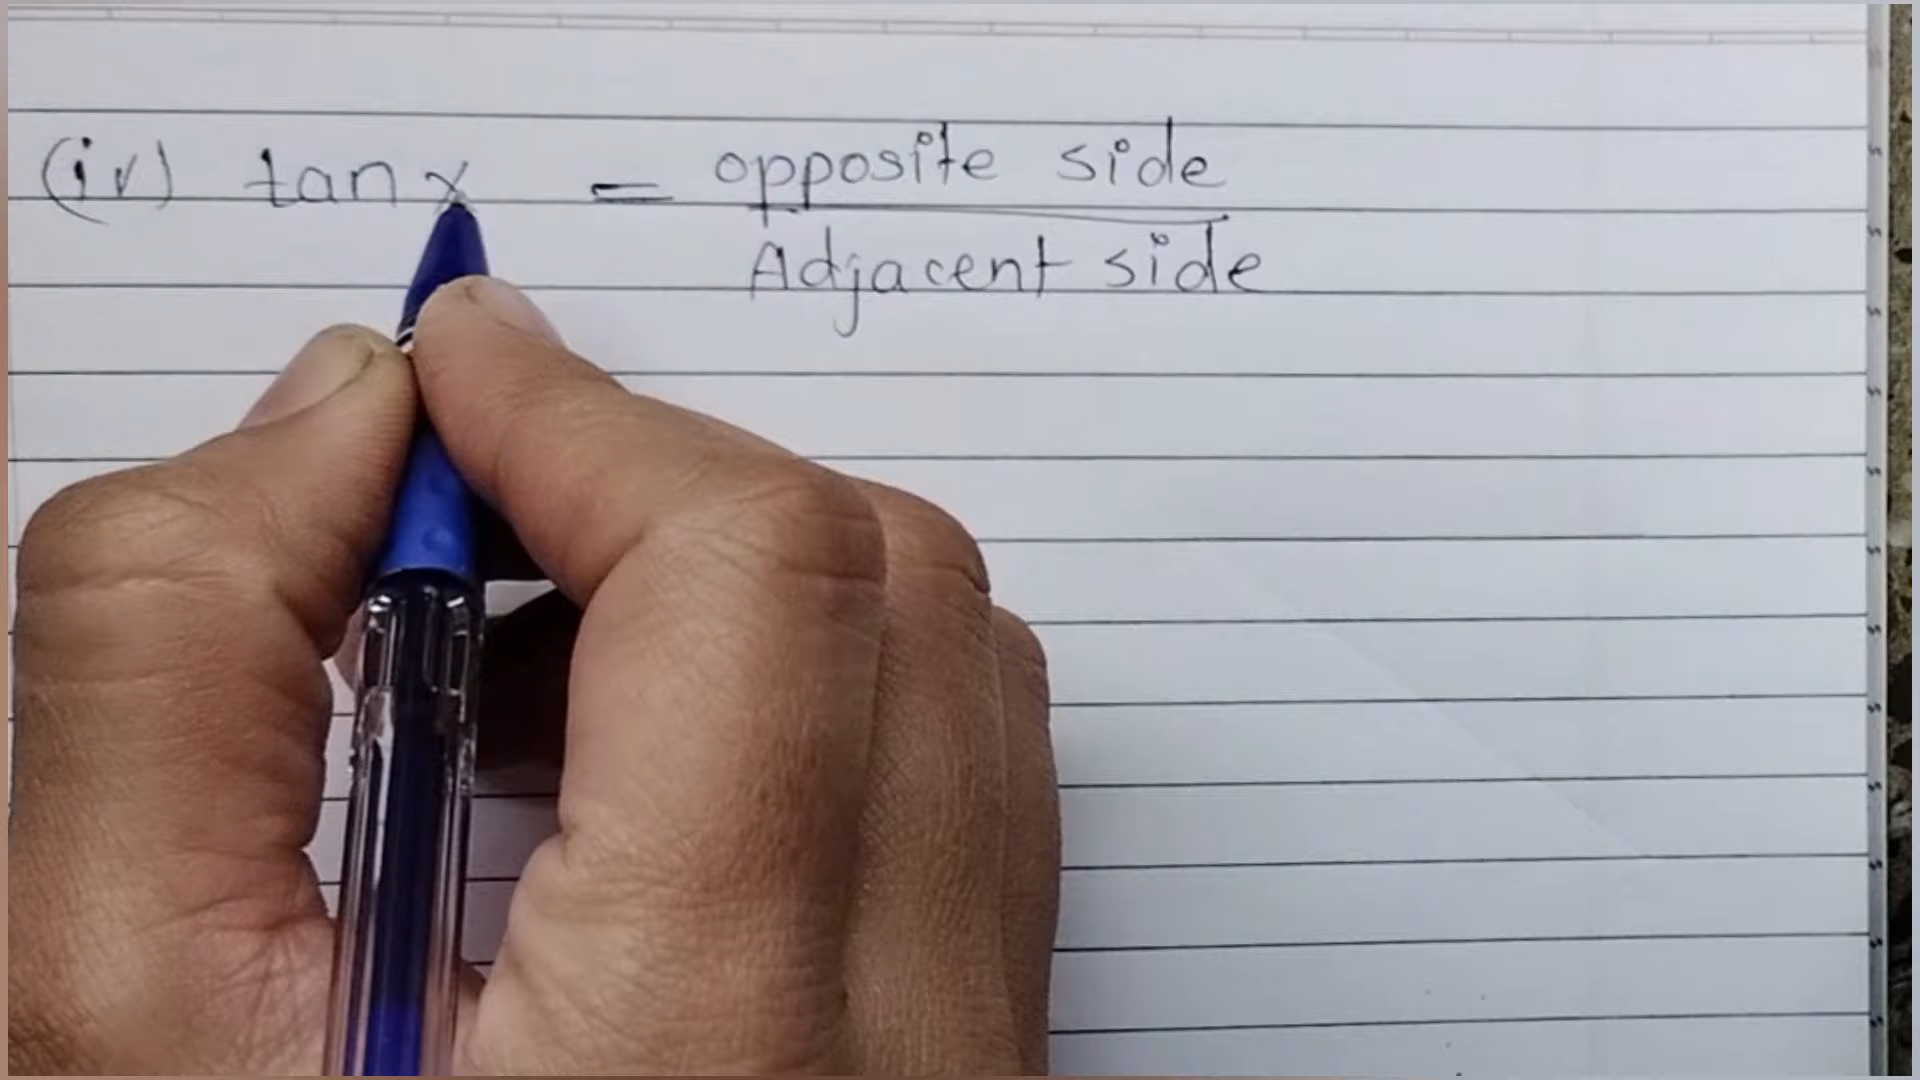 (iv) tan x = opposite side
Adjacent side